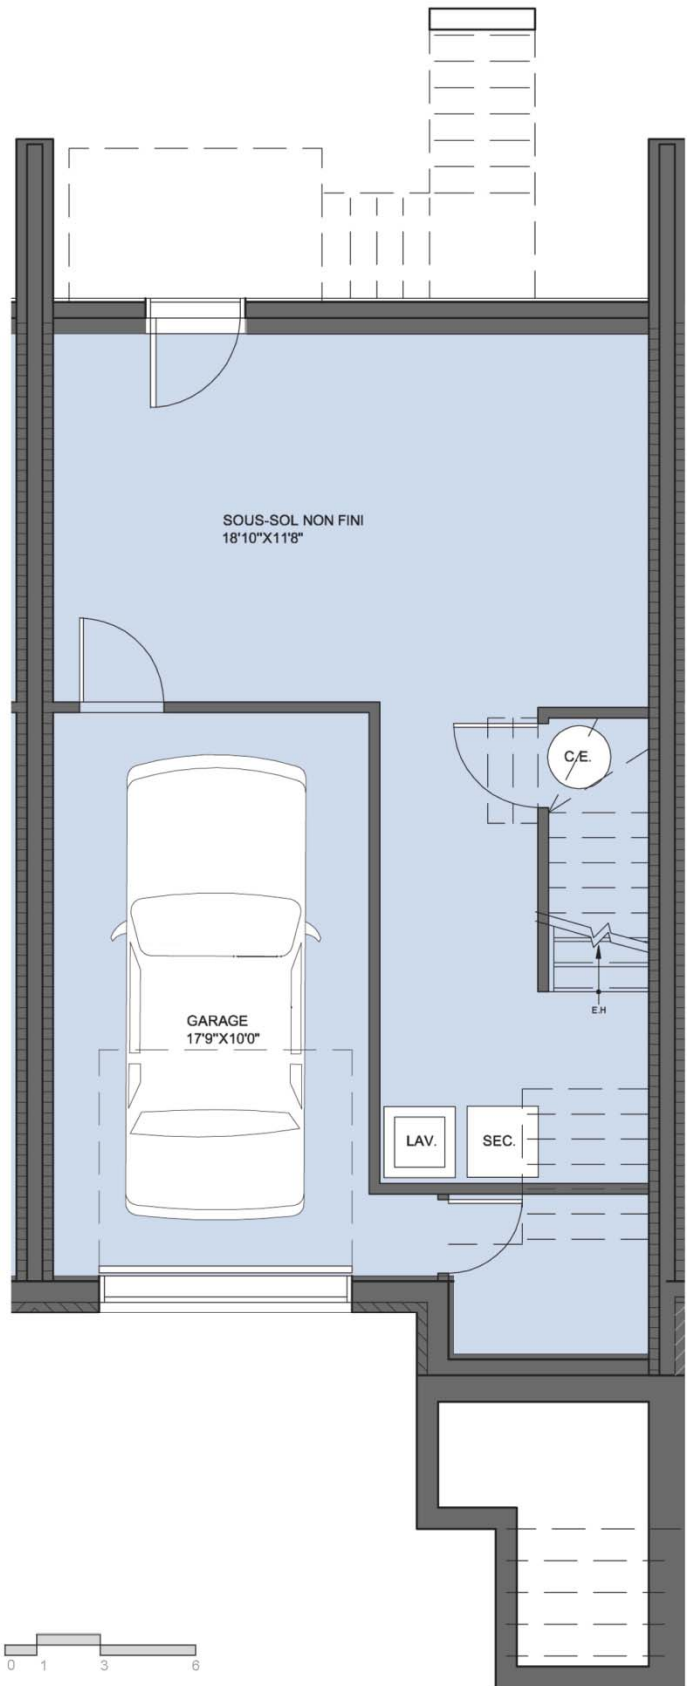 SOUS-SOL NON FINI
18'10"X11'8"
C.E.
GARAGE
17'9"X10'0"
E.H
LAV.
SEC.
0 1 3 6